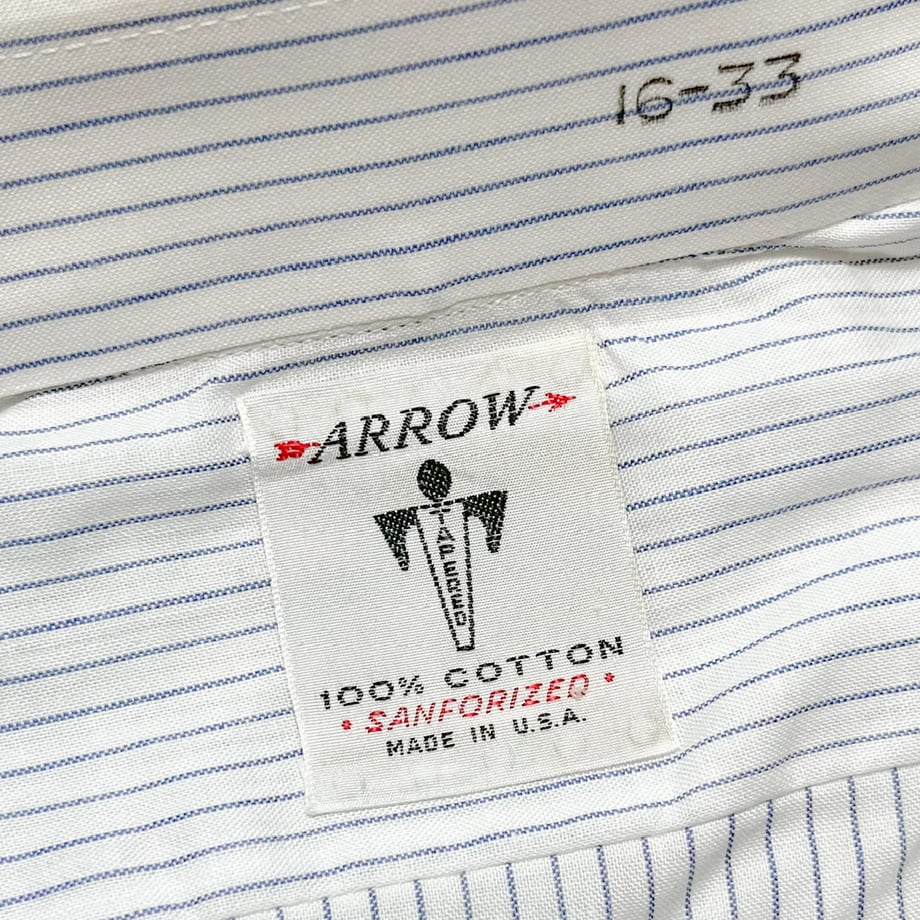 16-33
ARROW
TAPERED
100% COTTON
• SANFORIZED •
MADE IN U.S.A.